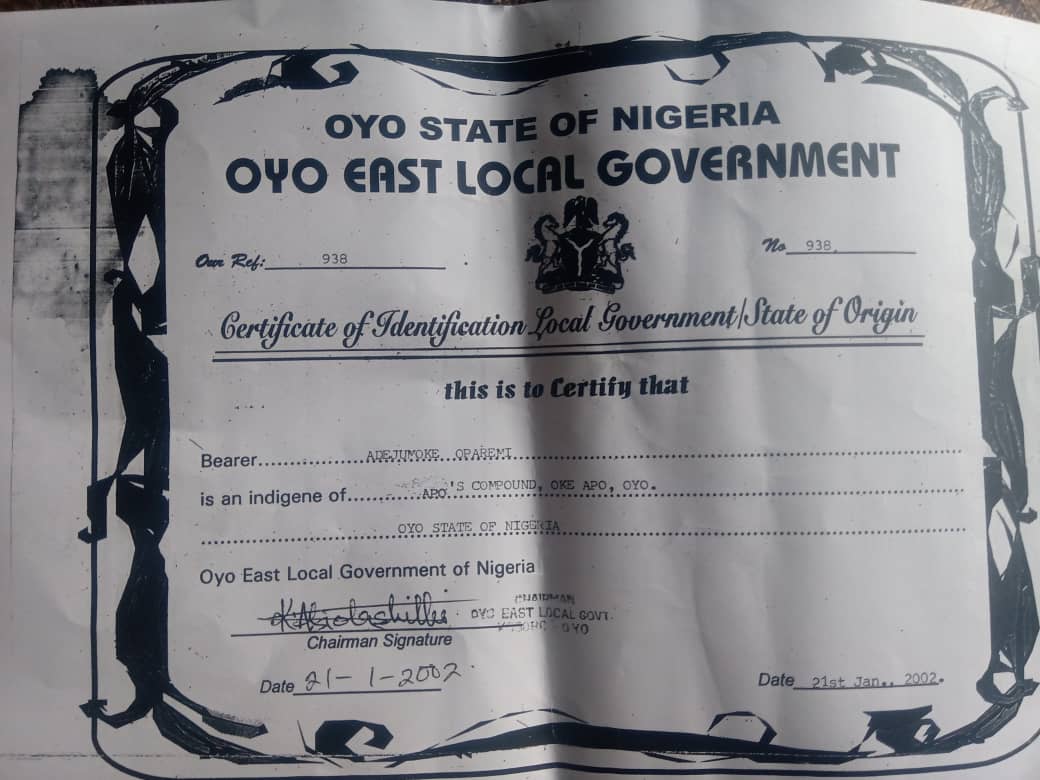 OYO STATE OF NIGERIA
OYO EAST LOCAL GOVERNMENT
Our Ref: 938
No 938
Certificate of Identification Local Government/State of Origin
this is to Certify that
Bearer ADEJUMOKE OPAREMI
is an indigene of APO'S COMPOUND, OKE APO, OYO.
OYO STATE OF NIGERIA
Oyo East Local Government of Nigeria
CHAIRMAN
OYO EAST LOCAL GOVT.
OYO
Chairman Signature
Date 21-1-2002
Date 21st Jan., 2002.